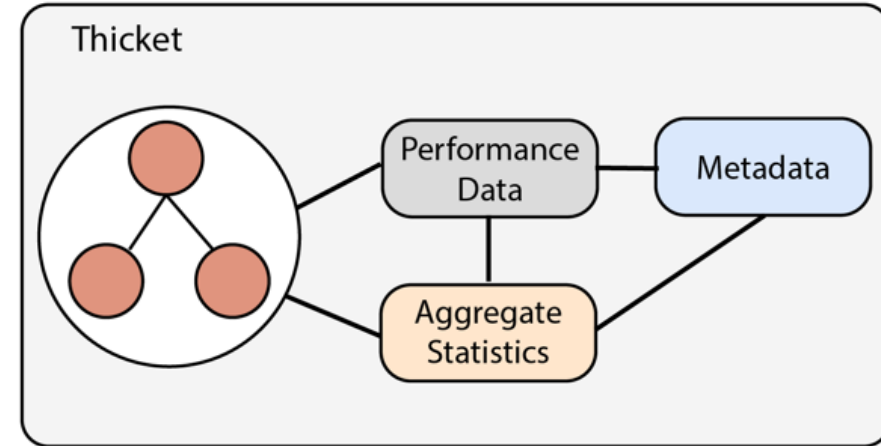 Thicket
Performance
Data
Metadata
Aggregate
Statistics